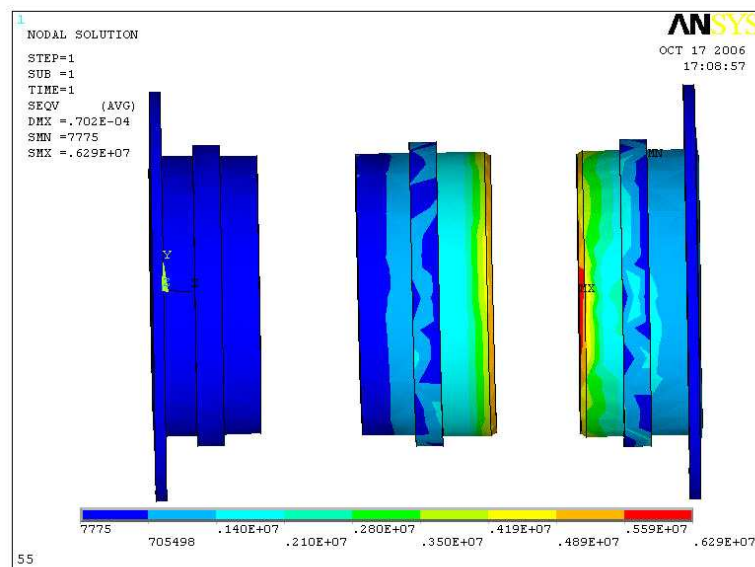 1
NODAL SOLUTION
STEP=1
SUB =1
TIME=1
SEQV (AVG)
DMX =.702E-04
SMN =7775
SMX =.629E+07
ANSYS
OCT 17 2006
17:08:57
MN
Y
Z
MX
7775 .140E+07 .280E+07 .419E+07 .559E+07
705498 .210E+07 .350E+07 .489E+07 .629E+07
55